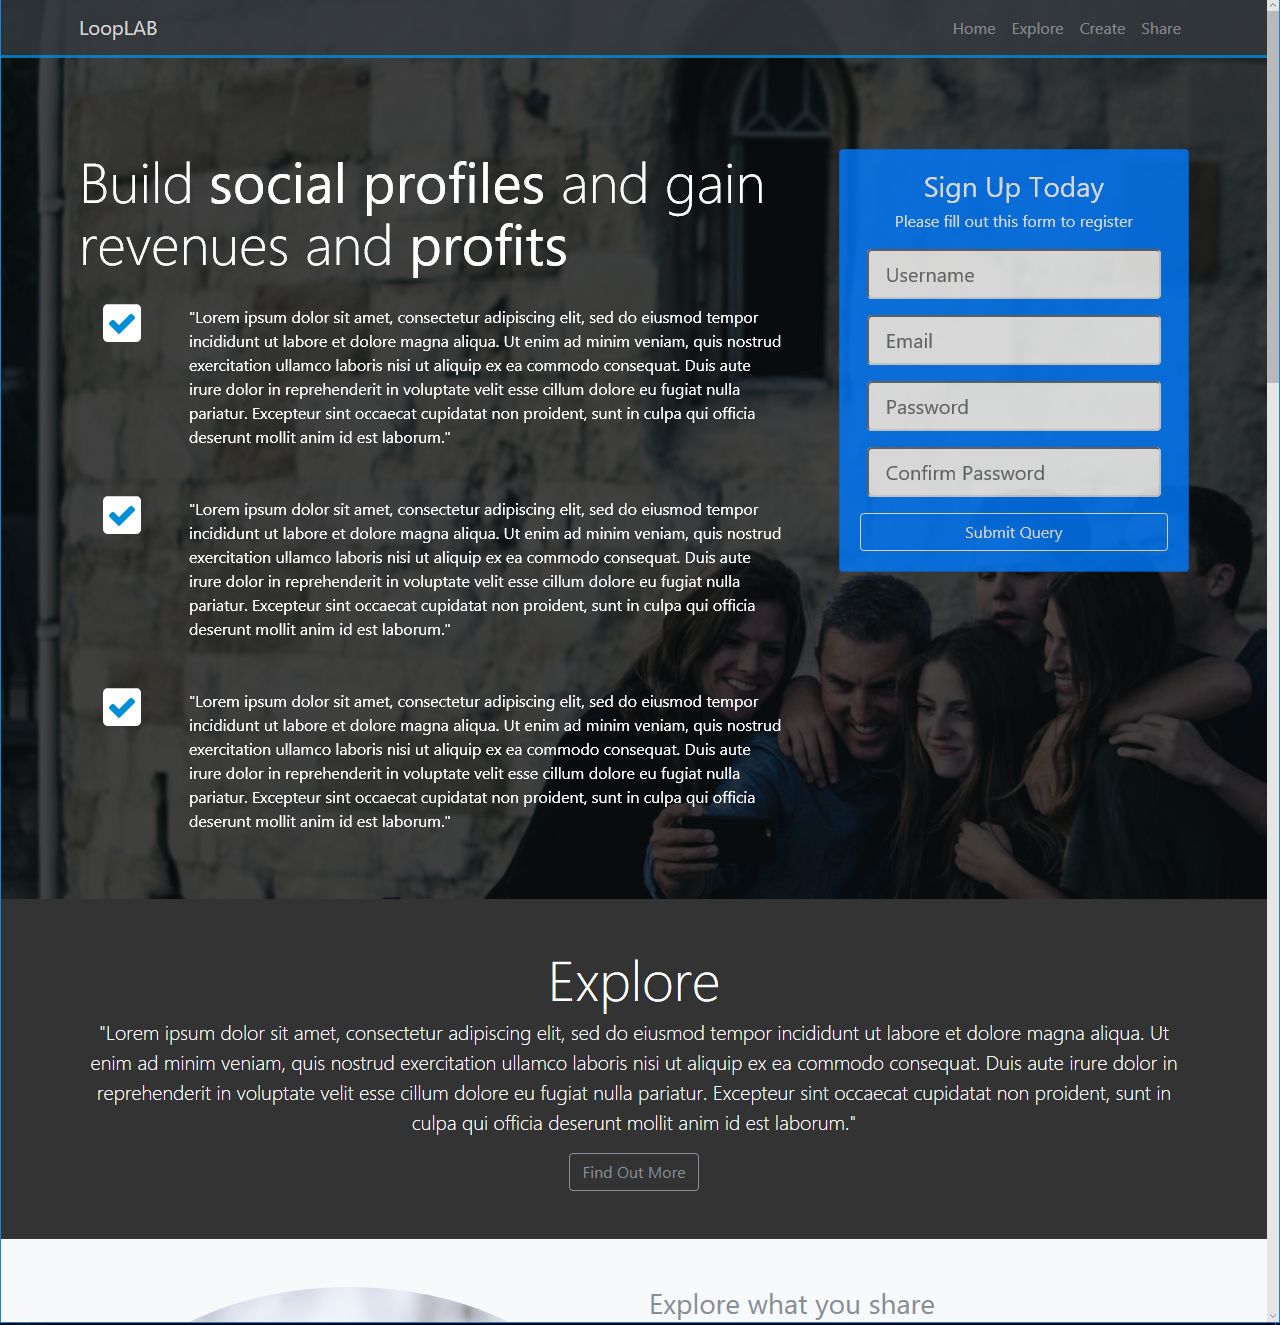 LoopLAB
Home Explore Create Share
Build social profiles and gain
revenues and profits
"Lorem ipsum dolor sit amet, consectetur adipiscing elit, sed do eiusmod tempor
incididunt ut labore et dolore magna aliqua. Ut enim ad minim veniam, quis nostrud
exercitation ullamco laboris nisi ut aliquip ex ea commodo consequat. Duis aute
irure dolor in reprehenderit in voluptate velit esse cillum dolore eu fugiat nulla
pariatur. Excepteur sint occaecat cupidatat non proident, sunt in culpa qui officia
deserunt mollit anim id est laborum."
"Lorem ipsum dolor sit amet, consectetur adipiscing elit, sed do eiusmod tempor
incididunt ut labore et dolore magna aliqua. Ut enim ad minim veniam, quis nostrud
exercitation ullamco laboris nisi ut aliquip ex ea commodo consequat. Duis aute
irure dolor in reprehenderit in voluptate velit esse cillum dolore eu fugiat nulla
pariatur. Excepteur sint occaecat cupidatat non proident, sunt in culpa qui officia
deserunt mollit anim id est laborum."
"Lorem ipsum dolor sit amet, consectetur adipiscing elit, sed do eiusmod tempor
incididunt ut labore et dolore magna aliqua. Ut enim ad minim veniam, quis nostrud
exercitation ullamco laboris nisi ut aliquip ex ea commodo consequat. Duis aute
irure dolor in reprehenderit in voluptate velit esse cillum dolore eu fugiat nulla
pariatur. Excepteur sint occaecat cupidatat non proident, sunt in culpa qui officia
deserunt mollit anim id est laborum."
Sign Up Today
Please fill out this form to register
Username
Email
Password
Confirm Password
Submit Query
Explore
"Lorem ipsum dolor sit amet, consectetur adipiscing elit, sed do eiusmod tempor incididunt ut labore et dolore magna aliqua. Ut
enim ad minim veniam, quis nostrud exercitation ullamco laboris nisi ut aliquip ex ea commodo consequat. Duis aute irure dolor in
reprehenderit in voluptate velit esse cillum dolore eu fugiat nulla pariatur. Excepteur sint occaecat cupidatat non proident, sunt in
culpa qui officia deserunt mollit anim id est laborum."
Find Out More
Explore what you share